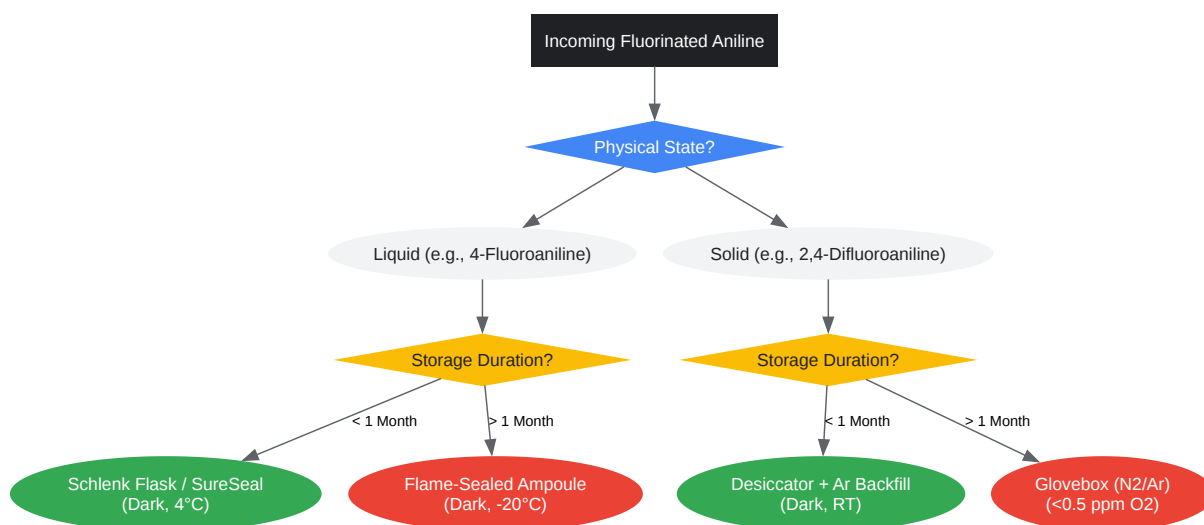 Incoming Fluorinated Aniline
Physical State?
Liquid (e.g., 4-Fluoroaniline)
Solid (e.g., 2,4-Difluoroaniline)
Storage Duration?
Storage Duration?
< 1 Month
> 1 Month
< 1 Month
> 1 Month
Schlenk Flask / SureSeal
(Dark, 4°C)
Flame-Sealed Ampoule
(Dark, -20°C)
Desiccator + Ar Backfill
(Dark, RT)
Glovebox (N2/Ar)
(<0.5 ppm O2)